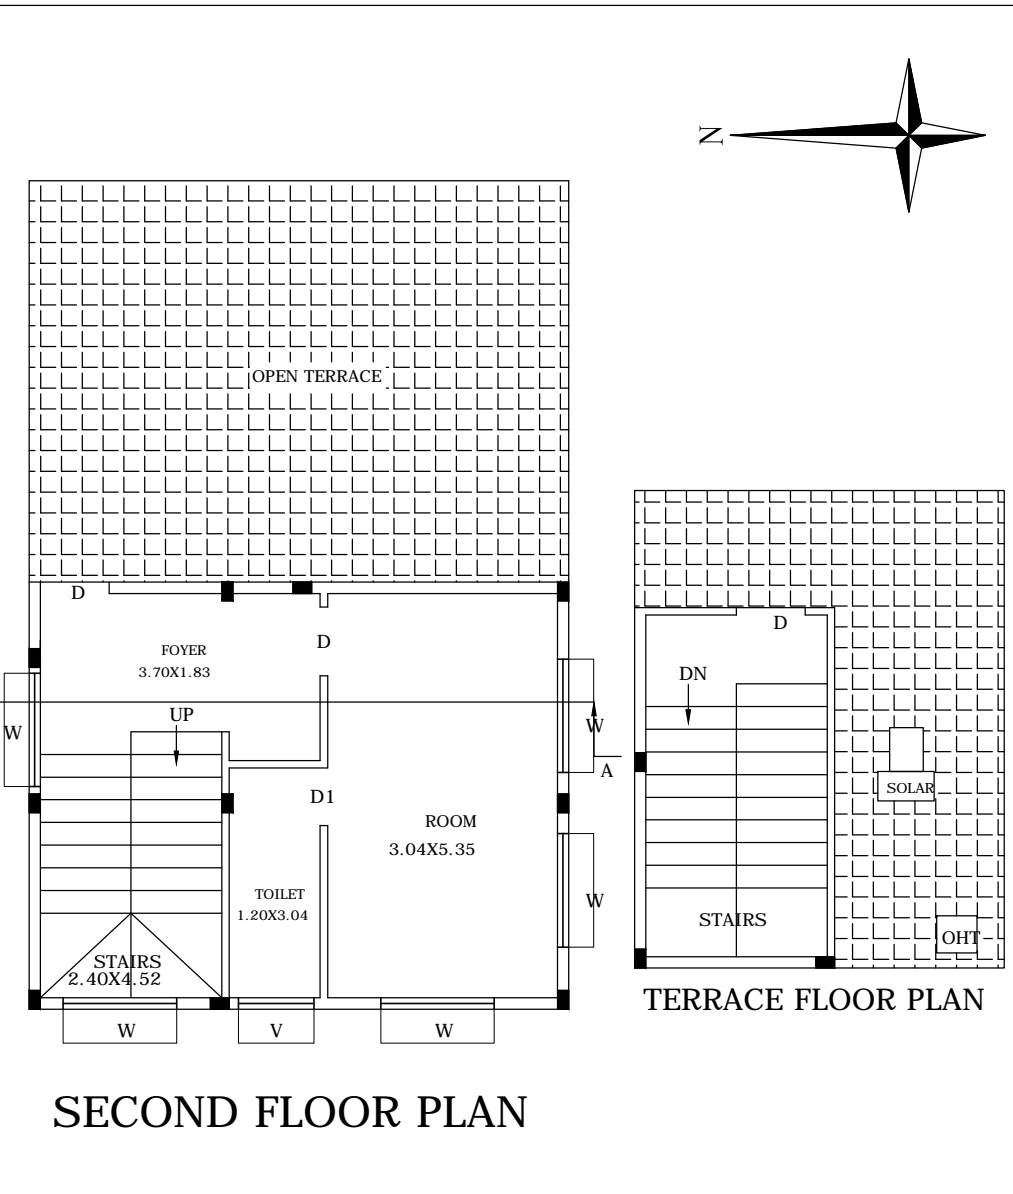 N
OPEN TERRACE
D
FOYER
3.70X1.83
D
UP
W
W
A
D1
ROOM
3.04X5.35
TOILET
1.20X3.04
W
STAIRS
2.40X4.52
W
V
W
SECOND FLOOR PLAN
D
DN
SOLAR
STAIRS
OHT
TERRACE FLOOR PLAN